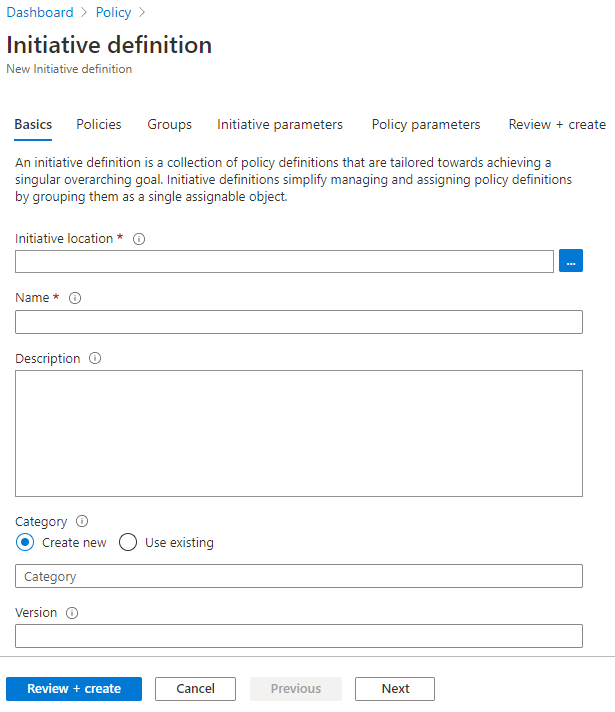 Dashboard > Policy >
Initiative definition
New Initiative definition
Basics Policies Groups Initiative parameters Policy parameters Review + create
An initiative definition is a collection of policy definitions that are tailored towards achieving a
singular overarching goal. Initiative definitions simplify managing and assigning policy definitions
by grouping them as a single assignable object.
Initiative location *
...
Name *
Description
Category
Create new Use existing
Category
Version
Review + create Cancel Previous Next